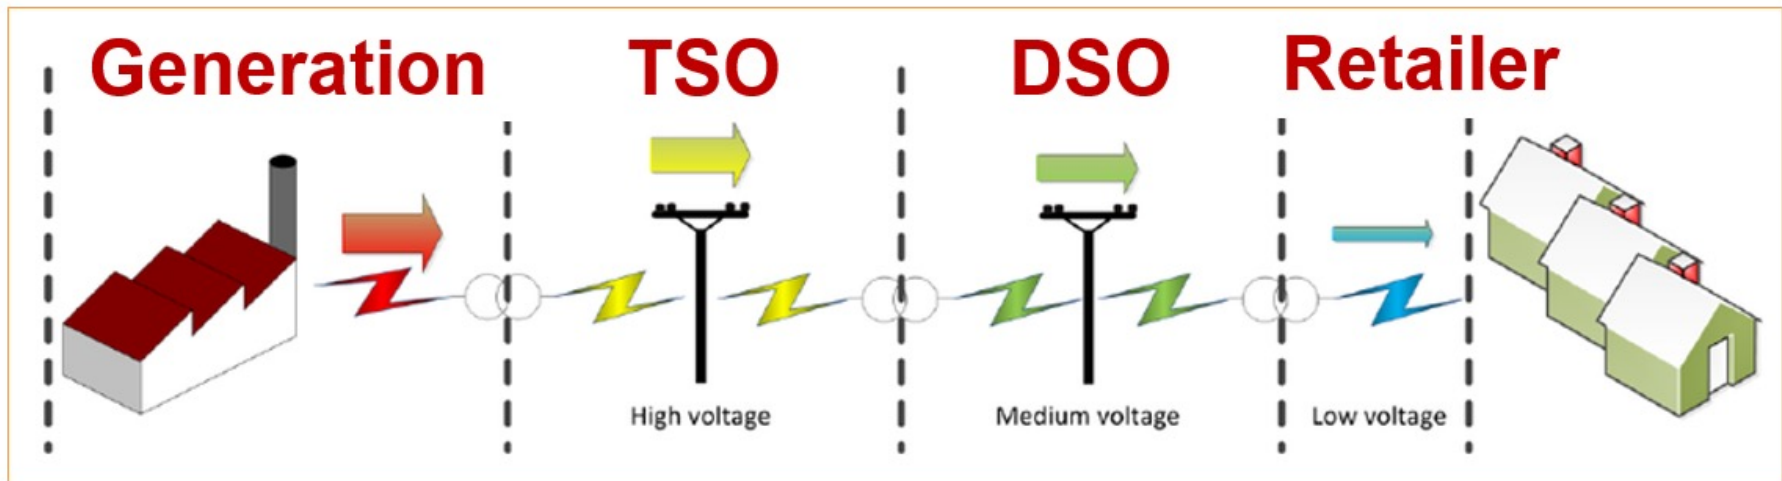 Generation
TSO
DSO
Retailer
High voltage
Medium voltage
Low voltage